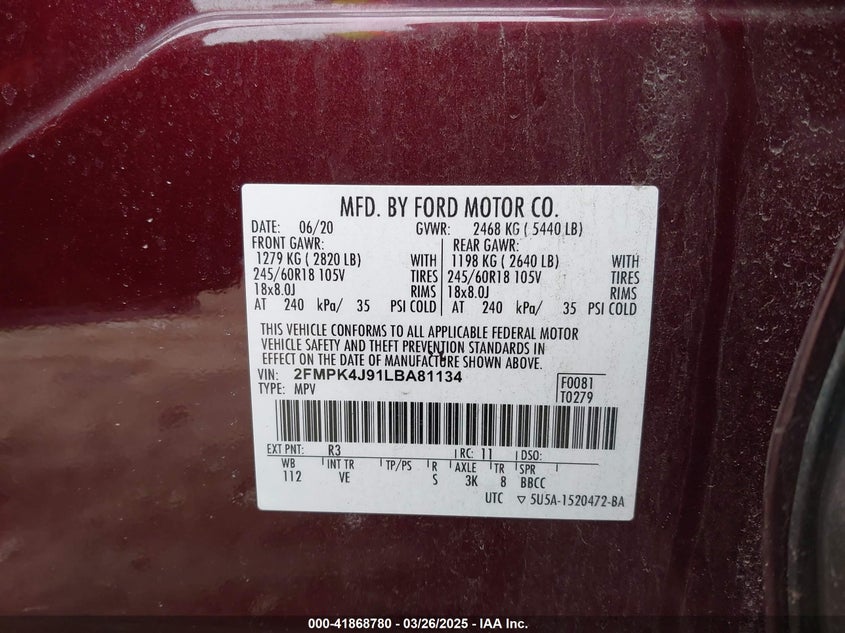 MFD. BY FORD MOTOR CO.
DATE: 06/20 GVWR: 2468 KG ( 5440 LB)
FRONT GAWR: REAR GAWR:
1279 KG ( 2820 LB) WITH 1198 KG ( 2640 LB) WITH
245/60R18 105V TIRES 245/60R18 105V TIRES
18x8.0J RIMS 18x8.0J RIMS
AT 240 kPa/ 35 PSI COLD AT 240 kPa/ 35 PSI COLD
THIS VEHICLE CONFORMS TO ALL APPLICABLE FEDERAL MOTOR
VEHICLE SAFETY AND THEFT PREVENTION STANDARDS IN
EFFECT ON THE DATE OF MANUFACTURE SHOWN ABOVE.
VIN: 2FMPK4J91LBA81134
TYPE: MPV
F0081
T0279
EXT PNT: R3 RC: 11 DSO:
WB INT TR TP/PS R AXLE TR SPR
112 VE S 3K 8 BBCC
UTC ▽ 5U5A-1520472-BA
000-41868780 - 03/26/2025 - IAA Inc.